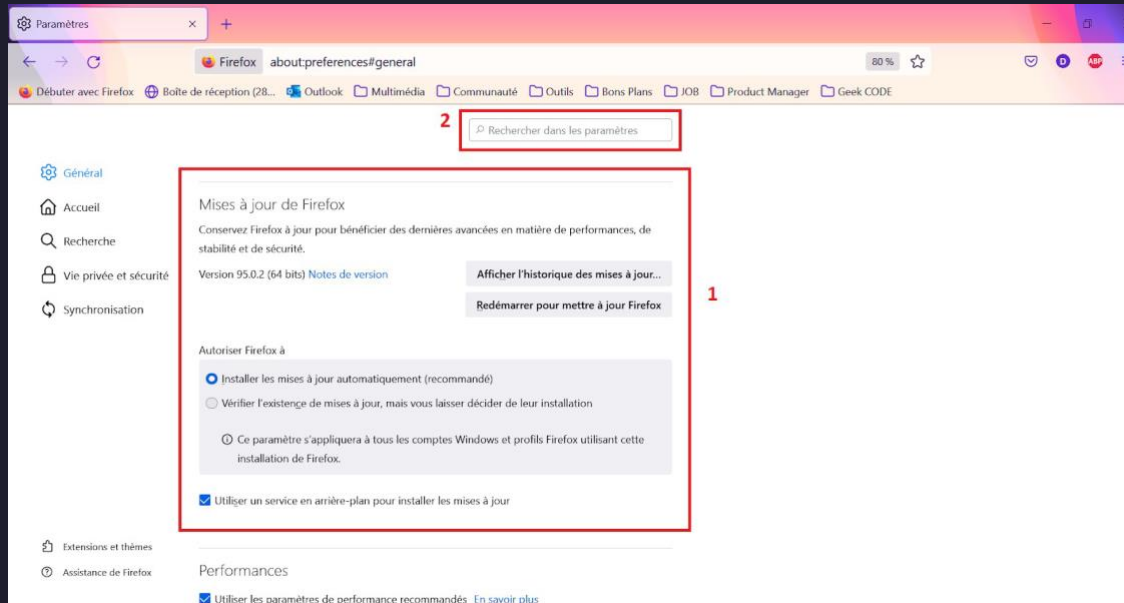 Paramètres
Firefox about:preferences#general 80 %
Débuter avec Firefox Boîte de réception (28... Outlook Multimédia Communauté Outils Bons Plans JOB Product Manager Geek CODE
D
ABP
2
Rechercher dans les paramètres
Général
Accueil
Recherche
Vie privée et sécurité
Synchronisation
Mises à jour de Firefox
Conservez Firefox à jour pour bénéficier des dernières avancées en matière de performances, de
stabilité et de sécurité.
Version 95.0.2 (64 bits) Notes de version
Afficher l'historique des mises à jour...
Redémarrer pour mettre à jour Firefox
1
Autoriser Firefox à
Installer les mises à jour automatiquement (recommandé)
Vérifier l'existence de mises à jour, mais vous laisser décider de leur installation
Ce paramètre s'appliquera à tous les comptes Windows et profils Firefox utilisant cette
installation de Firefox.
Utiliser un service en arrière-plan pour installer les mises à jour
Extensions et thèmes
Assistance de Firefox
Performances
Utiliser les paramètres de performance recommandés En savoir plus